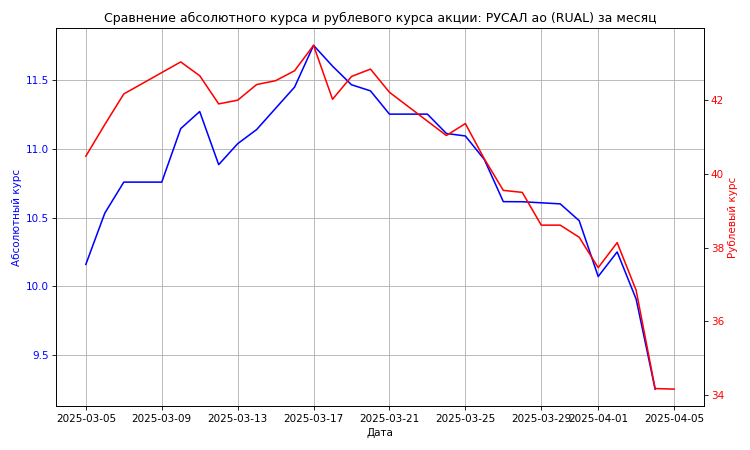 Сравнение абсолютного курса и рублевого курса акции: РУСАЛ ао (RUAL) за месяц
Абсолютный курс
11.5
11.0
10.5
10.0
9.5
42
40
38
36
34
Рублевый курс
2025-03-05 2025-03-09 2025-03-13 2025-03-17 2025-03-21 2025-03-25 2025-03-29 2025-04-01 2025-04-05
Дата